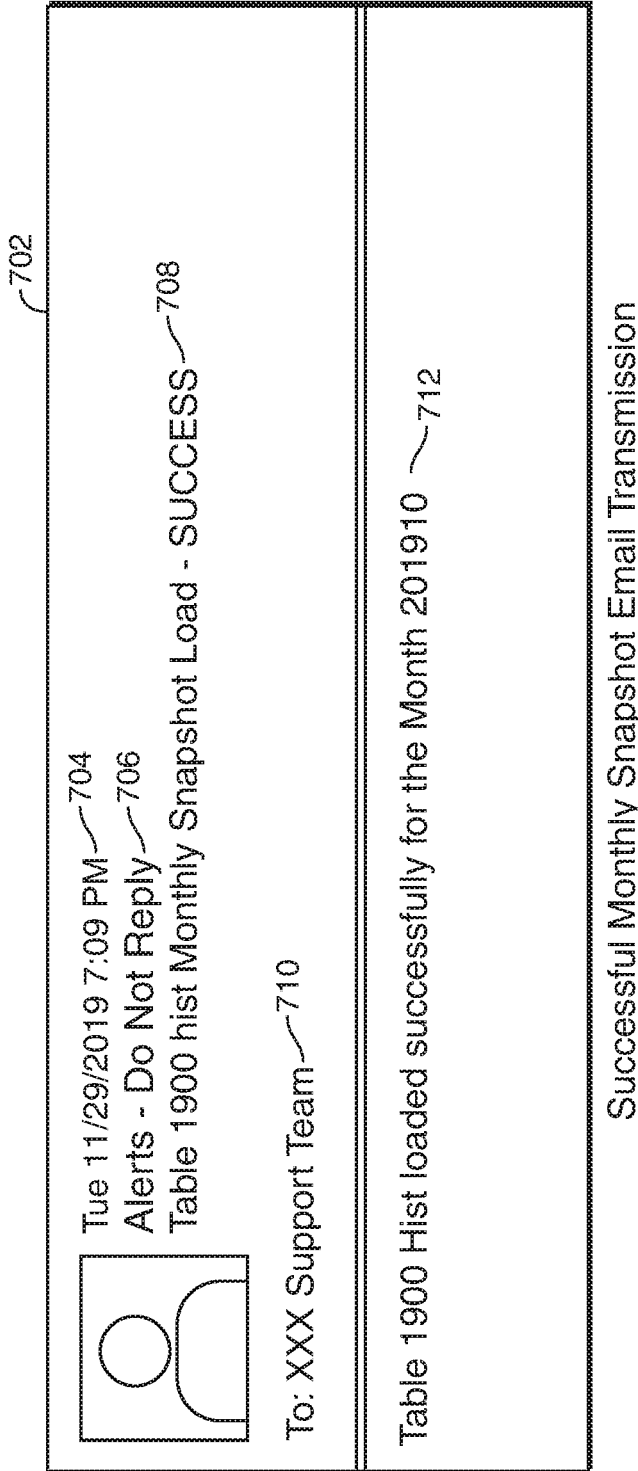 702
Tue 11/29/2019 7:09 PM 704
Alerts - Do Not Reply 706
Table 1900 hist Monthly Snapshot Load - SUCCESS 708
To: XXX Support Team 710
Table 1900 Hist loaded successfully for the Month 201910 712
Successful Monthly Snapshot Email Transmission